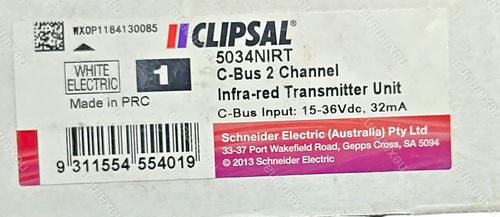 WX0P1184130085
CLIPSAL®
5034NIRT
C-Bus 2 Channel
Infra-red Transmitter Unit
C-Bus Input: 15-36Vdc, 32mA
WHITE
ELECTRIC
1
Made in PRC
Schneider Electric (Australia) Pty Ltd
33-37 Port Wakefield Road, Gepps Cross, SA 5094
© 2013 Schneider Electric
9 311554 554019